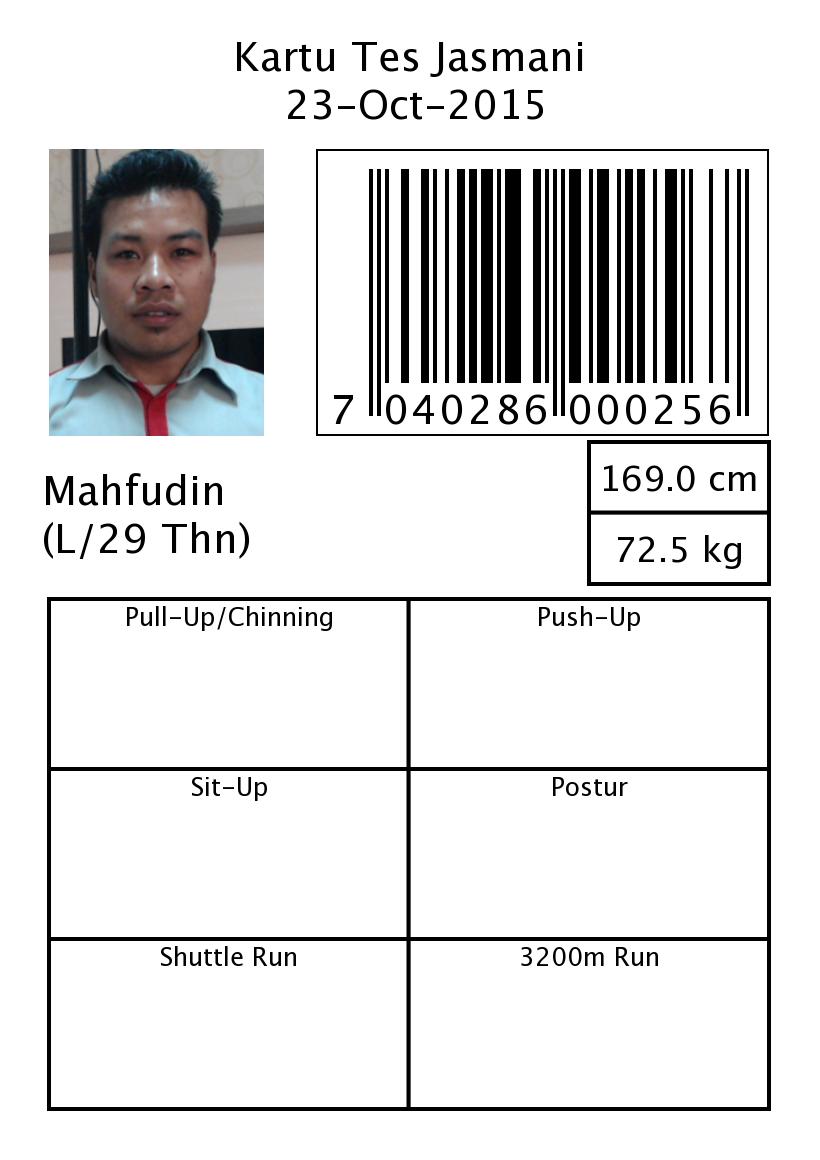 Kartu Tes Jasmani
23-Oct-2015
7 040286 000256
169.0 cm
Mahfudin
72.5 kg
(L/29 Thn)
Pull-Up/Chinning Push-Up
Sit-Up Postur
Shuttle Run 3200m Run